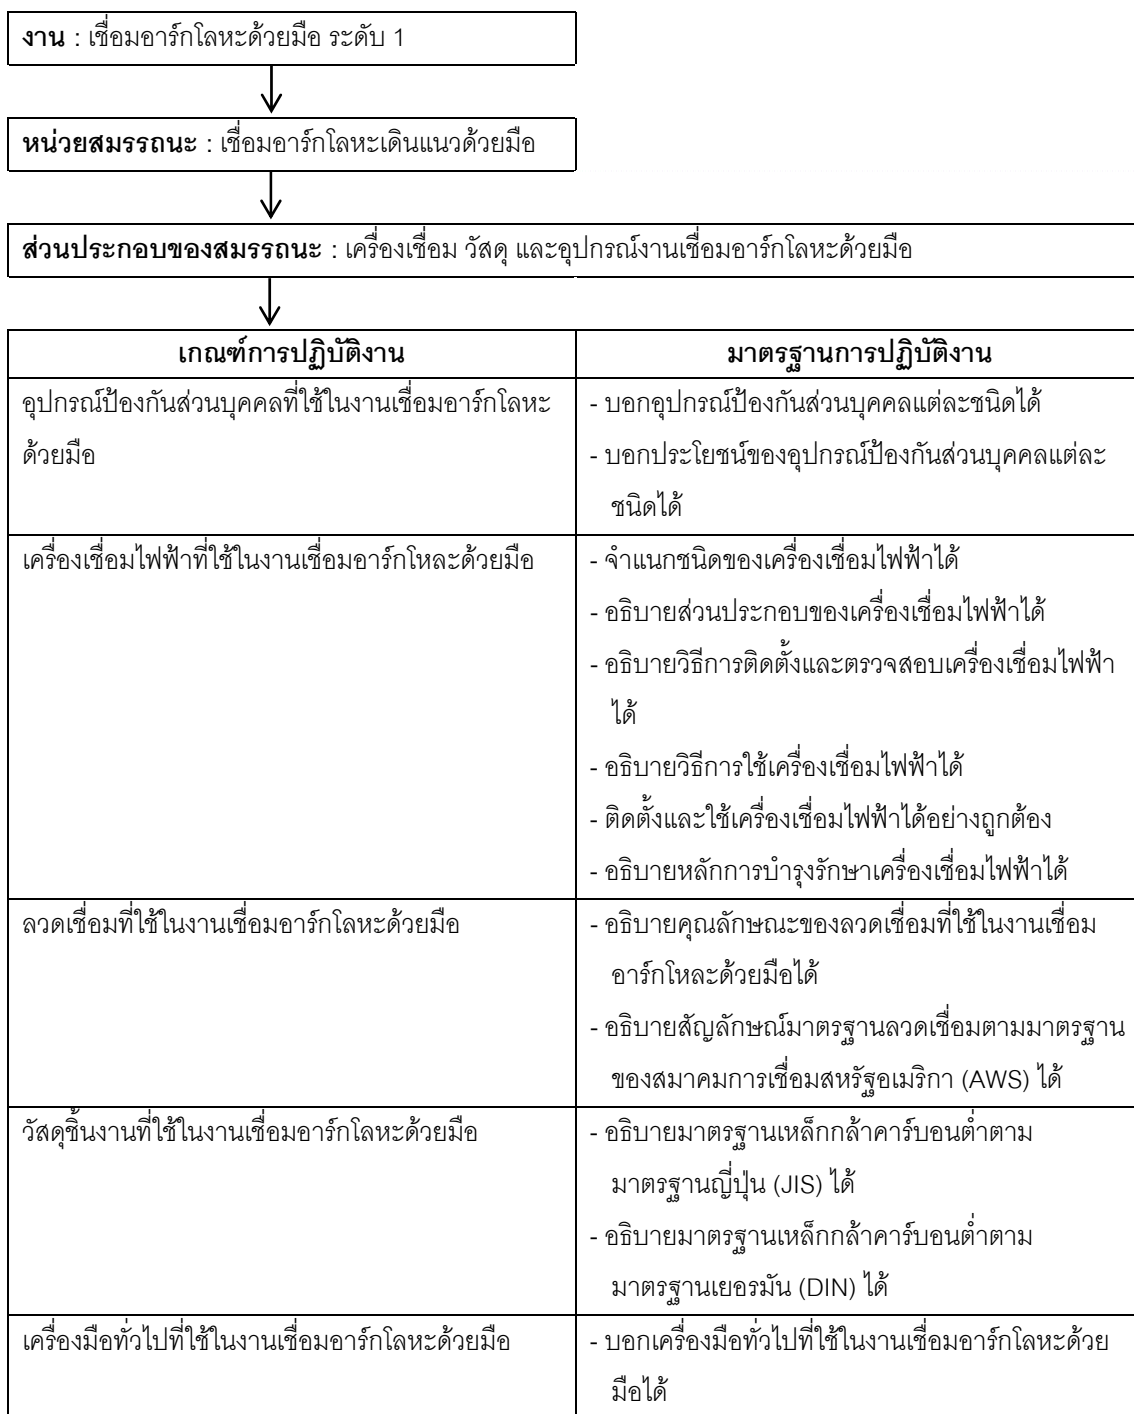 งาน : เชื่อมอาร์กโลหะด้วยมือ ระดับ 1
หน่วยสมรรถนะ : เชื่อมอาร์กโลหะเดินแนวด้วยมือ
ส่วนประกอบของสมรรถนะ : เครื่องเชื่อม วัสดุ และอุปกรณ์งานเชื่อมอาร์กโลหะด้วยมือ
เกณฑ์การปฏิบัติงาน
มาตรฐานการปฏิบัติงาน
อุปกรณ์ป้องกันส่วนบุคคลที่ใช้ในงานเชื่อมอาร์กโลหะ
ด้วยมือ
- บอกอุปกรณ์ป้องกันส่วนบุคคลแต่ละชนิดได้
- บอกประโยชน์ของอุปกรณ์ป้องกันส่วนบุคคลแต่ละ
ชนิดได้
เครื่องเชื่อมไฟฟ้าที่ใช้ในงานเชื่อมอาร์กโหละด้วยมือ
- จำแนกชนิดของเครื่องเชื่อมไฟฟ้าได้
- อธิบายส่วนประกอบของเครื่องเชื่อมไฟฟ้าได้
- อธิบายวิธีการติดตั้งและตรวจสอบเครื่องเชื่อมไฟฟ้า
ได้
- อธิบายวิธีการใช้เครื่องเชื่อมไฟฟ้าได้
- ติดตั้งและใช้เครื่องเชื่อมไฟฟ้าได้อย่างถูกต้อง
- อธิบายหลักการบำรุงรักษาเครื่องเชื่อมไฟฟ้าได้
ลวดเชื่อมที่ใช้ในงานเชื่อมอาร์กโลหะด้วยมือ
- อธิบายคุณลักษณะของลวดเชื่อมที่ใช้ในงานเชื่อม
อาร์กโหละด้วยมือได้
- อธิบายสัญลักษณ์มาตรฐานลวดเชื่อมตามมาตรฐาน
ของสมาคมการเชื่อมสหรัฐอเมริกา (AWS) ได้
วัสดุชิ้นงานที่ใช้ในงานเชื่อมอาร์กโลหะด้วยมือ
- อธิบายมาตรฐานเหล็กกล้าคาร์บอนต่ำตาม
มาตรฐานญี่ปุ่น (JIS) ได้
- อธิบายมาตรฐานเหล็กกล้าคาร์บอนต่ำตาม
มาตรฐานเยอรมัน (DIN) ได้
เครื่องมือทั่วไปที่ใช้ในงานเชื่อมอาร์กโลหะด้วยมือ
- บอกเครื่องมือทั่วไปที่ใช้ในงานเชื่อมอาร์กโลหะด้วย
มือได้